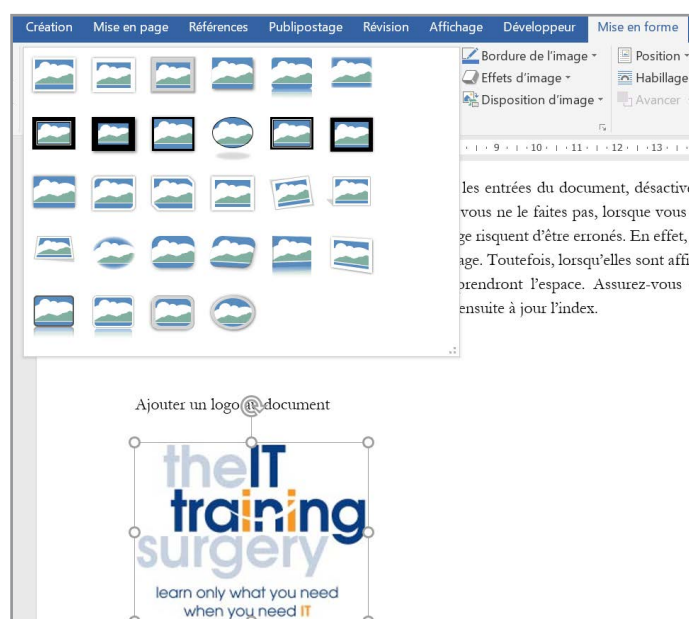 Création Mise en page Références Publipostage Révision Affichage Développeur Mise en forme
Bordure de l'image Position
Effets d'image Habillage
Disposition d'image Avancer
9 10 11 12 13
les entrées du document, désactive
vous ne le faites pas, lorsque vous
ge risquent d'être erronés. En effet,
age. Toutefois, lorsqu'elles sont affi
prendront l'espace. Assurez-vous
ensuite à jour l'index.
Ajouter un logo au document
theIT
training
surgery
learn only what you need
when you need IT